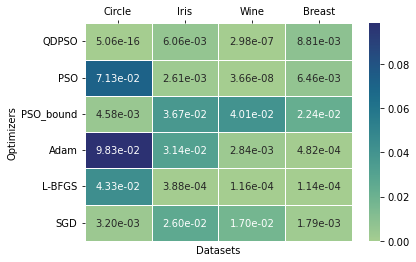 Circle Iris Wine Breast
QDPSO 5.06e-16 6.06e-03 2.98e-07 8.81e-03
PSO 7.13e-02 2.61e-03 3.66e-08 6.46e-03
PSO_bound 4.58e-03 3.67e-02 4.01e-02 2.24e-02
Adam 9.83e-02 3.14e-02 2.84e-03 4.82e-04
L-BFGS 4.33e-02 3.88e-04 1.16e-04 1.14e-04
SGD 3.20e-03 2.60e-02 1.70e-02 1.79e-03
Optimizers
Datasets
0.08
0.06
0.04
0.02
0.00